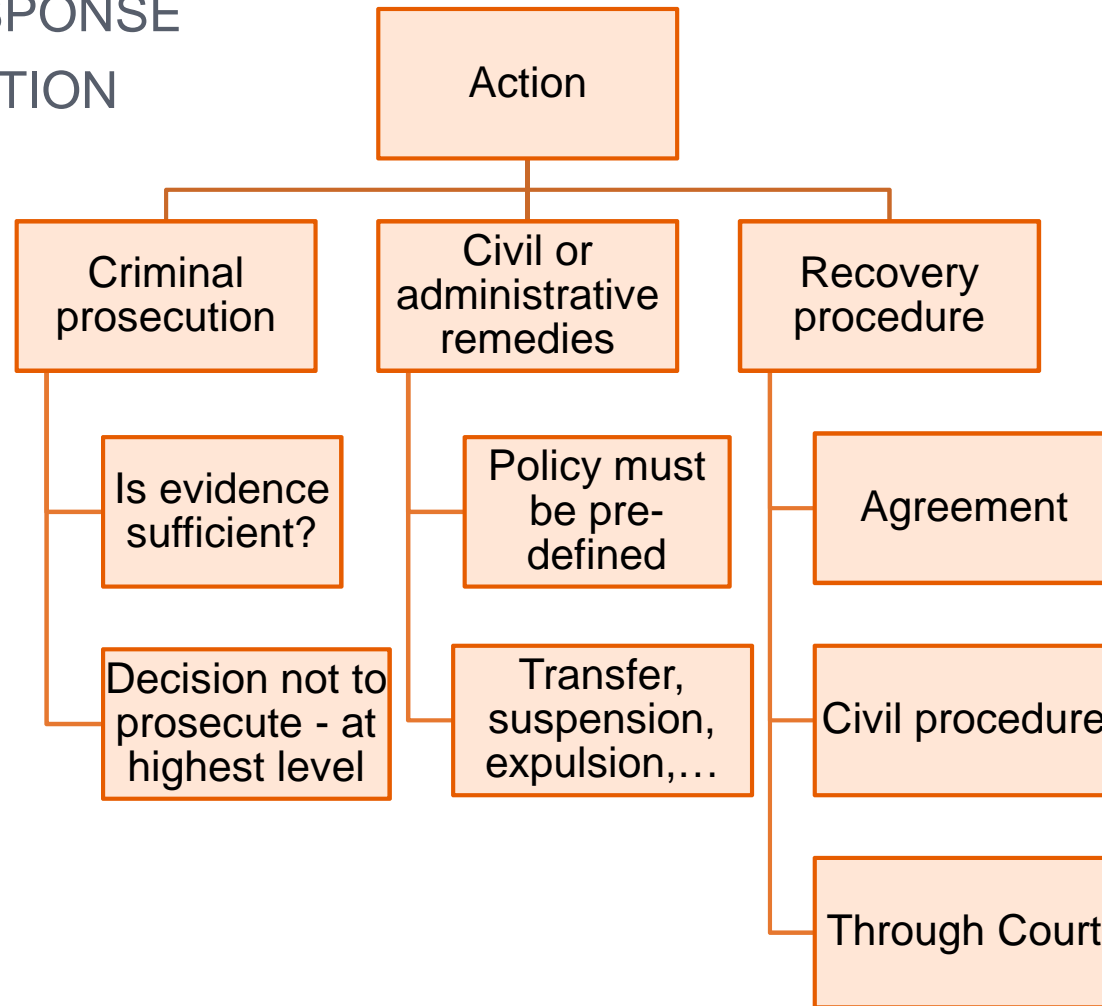 SPONSE
TION
Action
Criminal
prosecution
Civil or
administrative
remedies
Recovery
procedure
Is evidence
sufficient?
Policy must
be pre-
defined
Agreement
Decision not to
prosecute - at
highest level
Transfer,
suspension,
expulsion,…
Civil procedure
Through Court